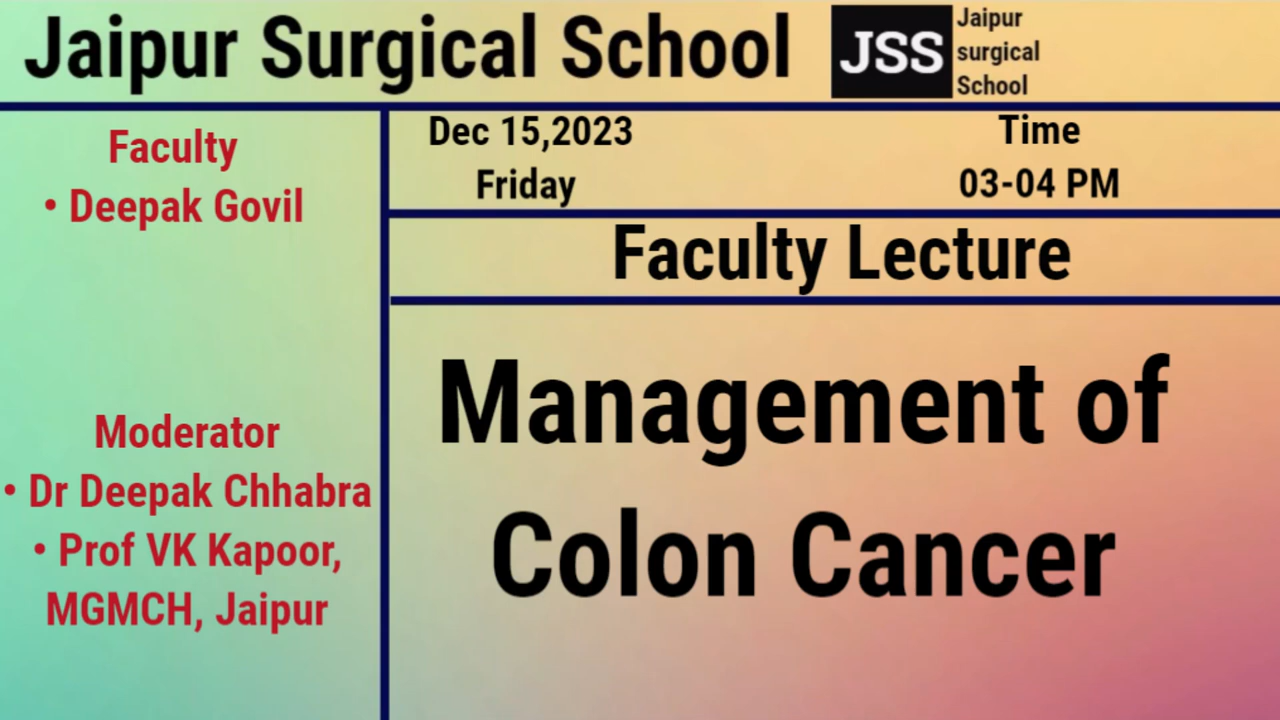 Jaipur Surgical School
JSS
Jaipur
surgical
School
Faculty
• Deepak Govil
Moderator
• Dr Deepak Chhabra
• Prof VK Kapoor,
MGMCH, Jaipur
Dec 15,2023
Friday
Time
03-04 PM
Faculty Lecture
Management of
Colon Cancer